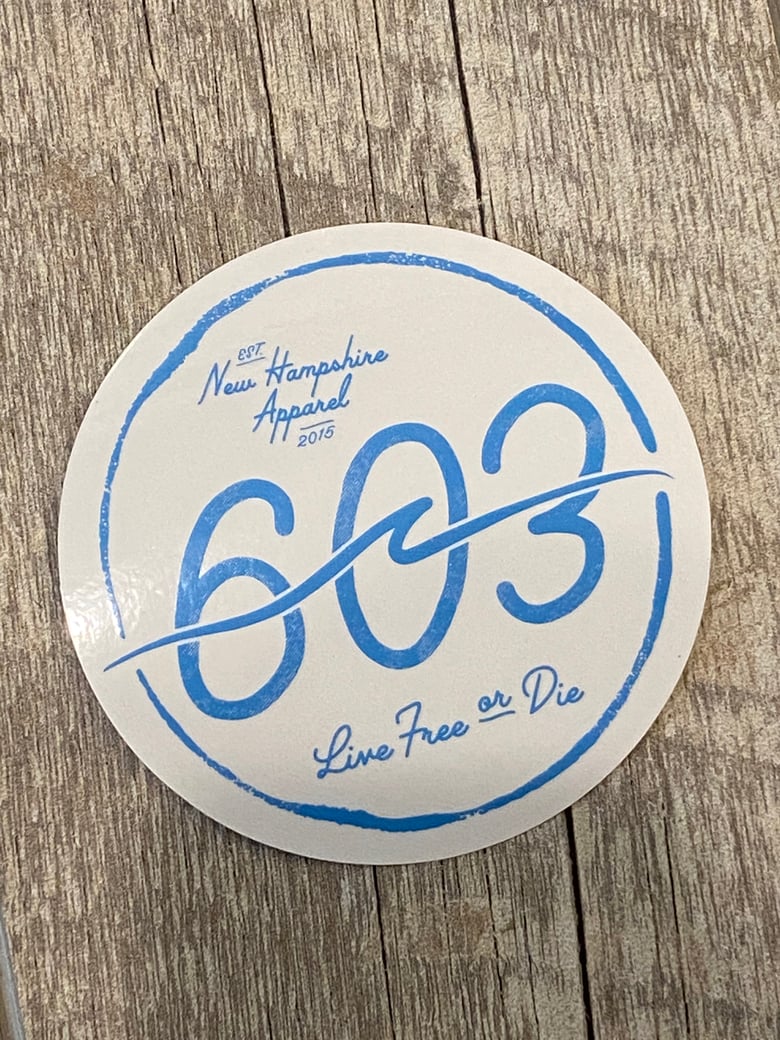 EST.
New Hampshire
Apparel
2015
603
Live Free or Die